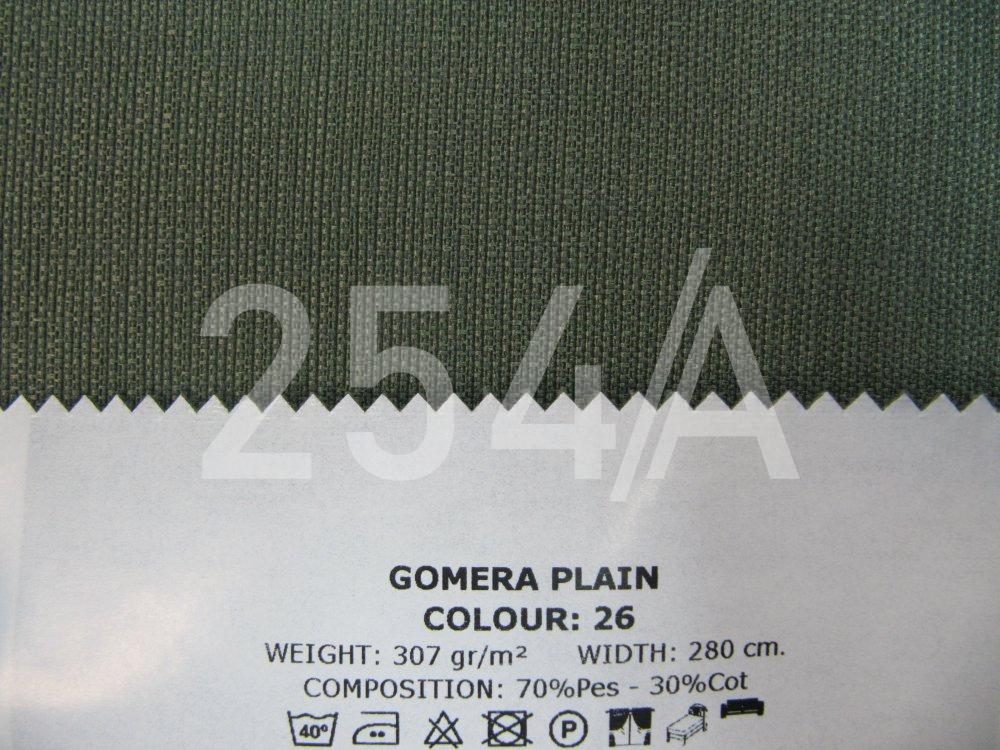 254/A
GOMERA PLAIN
COLOUR: 26
WEIGHT: 307 gr/m² WIDTH: 280 cm.
COMPOSITION: 70%Pes - 30%Cot
40° P